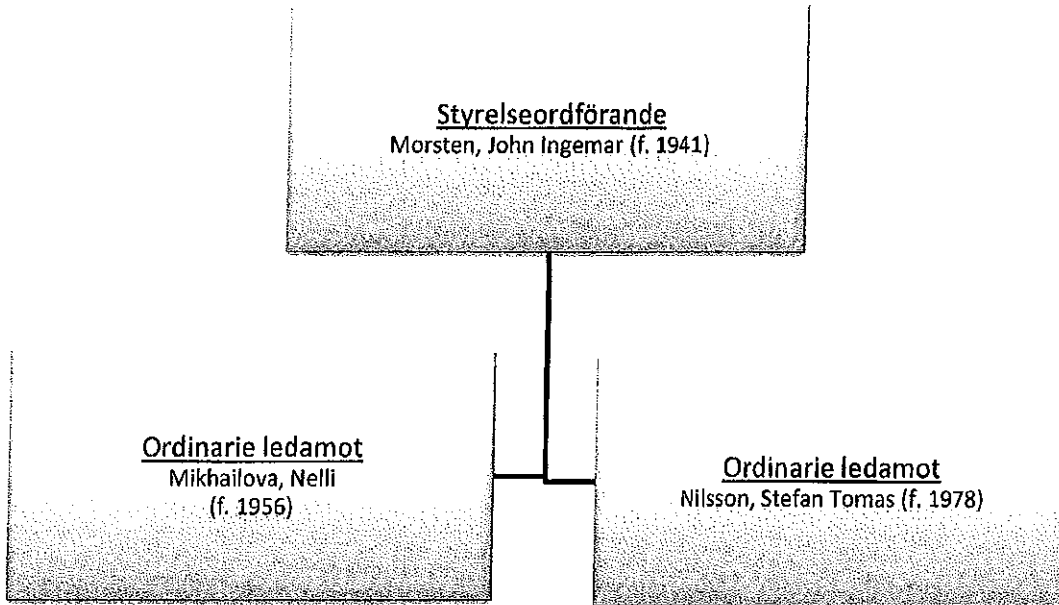 Styrelseordförande
Morsten, John Ingemar (f. 1941)
Ordinarie ledamot
Mikhailova, Nelli
(f. 1956)
Ordinarie ledamot
Nilsson, Stefan Tomas (f. 1978)